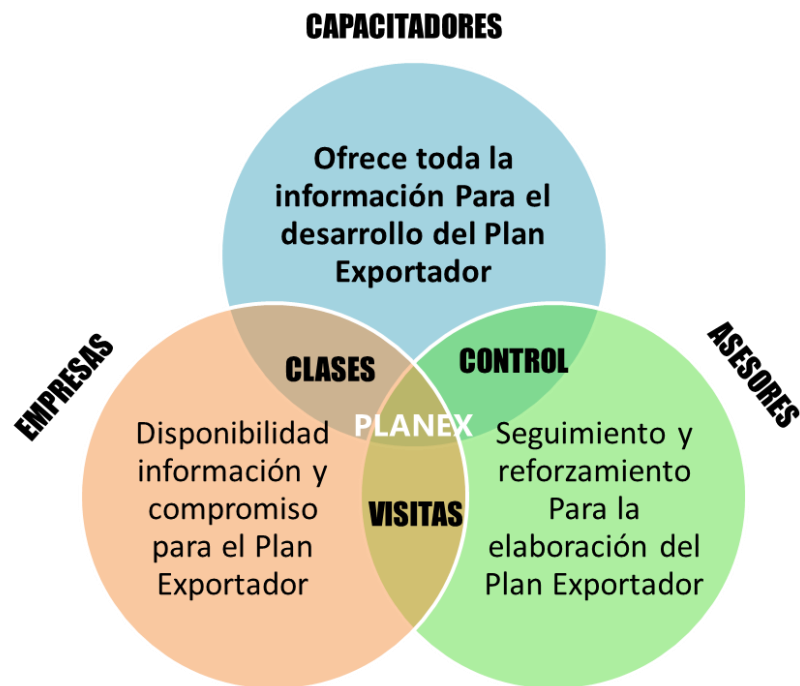 CAPACITADORES
Ofrece toda la
información Para el
desarrollo del Plan
Exportador
EMPRESAS
ASESORES
CLASES
CONTROL
PLANEX
VISITAS
Disponibilidad
información y
compromiso
para el Plan
Exportador
Seguimiento y
reforzamiento
Para la
elaboración del
Plan Exportador